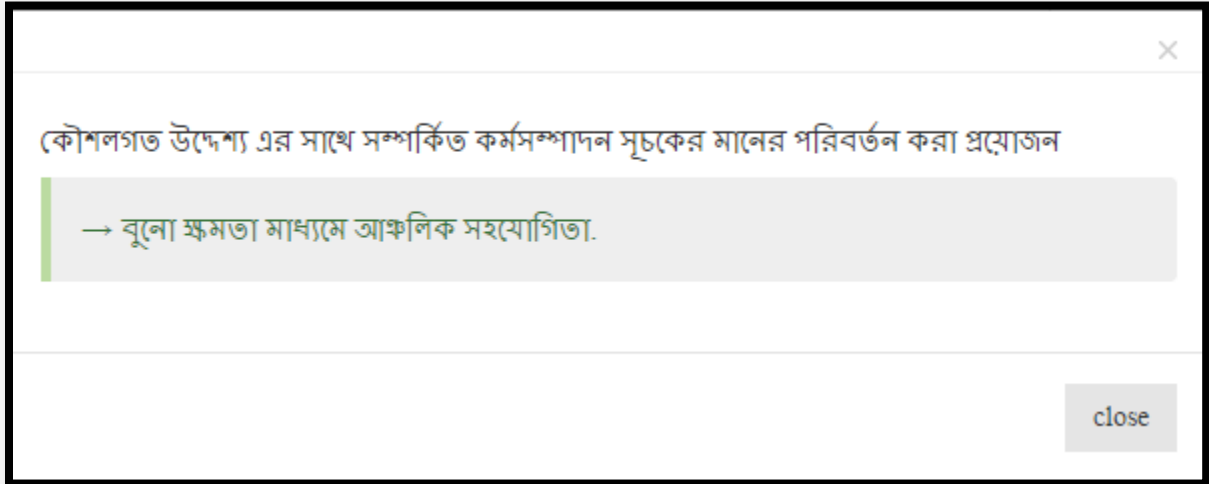 ×
কৌশলগত উদ্দেশ্য এর সাথে সম্পর্কিত কর্মসম্পাদন সূচকের মানের পরিবর্তন করা প্রয়োজন
→ বুনো ক্ষমতা মাধ্যমে আঞ্চলিক সহযোগিতা.
close